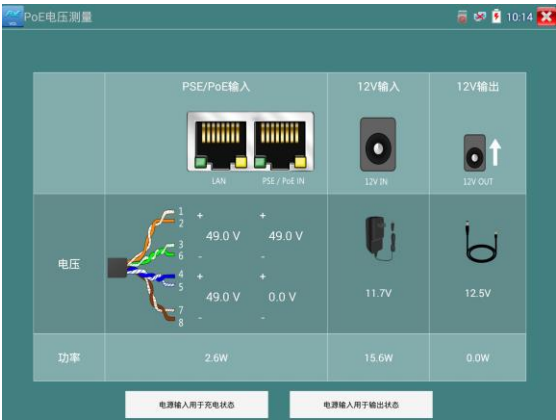 PoE电压测量
10:14
PSE/PoE输入
12V输入
12V输出
LAN
PSE / PoE IN
12V IN
12V OUT
电压
1 + +
2
49.0 V 49.0 V
3
6 - -
4 + +
5
49.0 V 0.0 V
7
8 - -
11.7V
12.5V
功率
2.6W
15.6W
0.0W
电源输入用于充电状态
电源输入用于输出状态